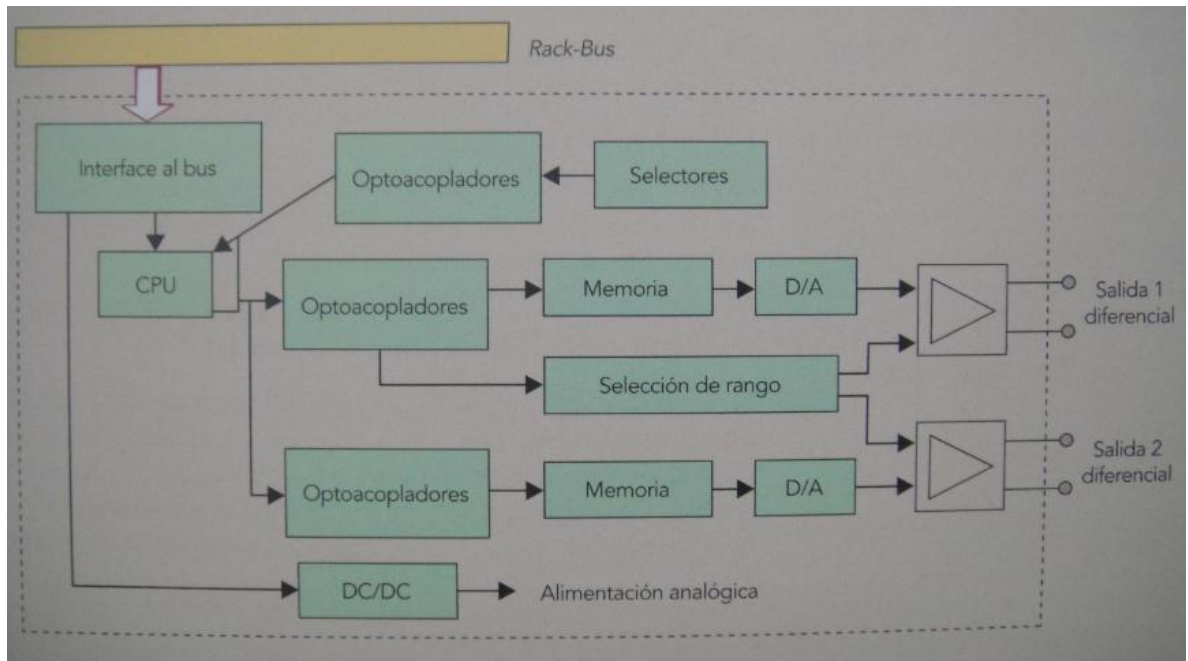 Rack-Bus
Interface al bus
Optoacopladores
Selectores
CPU
Optoacopladores
Memoria
D/A
Salida 1
diferencial
Selección de rango
Optoacopladores
Memoria
D/A
Salida 2
diferencial
DC/DC
Alimentación analógica